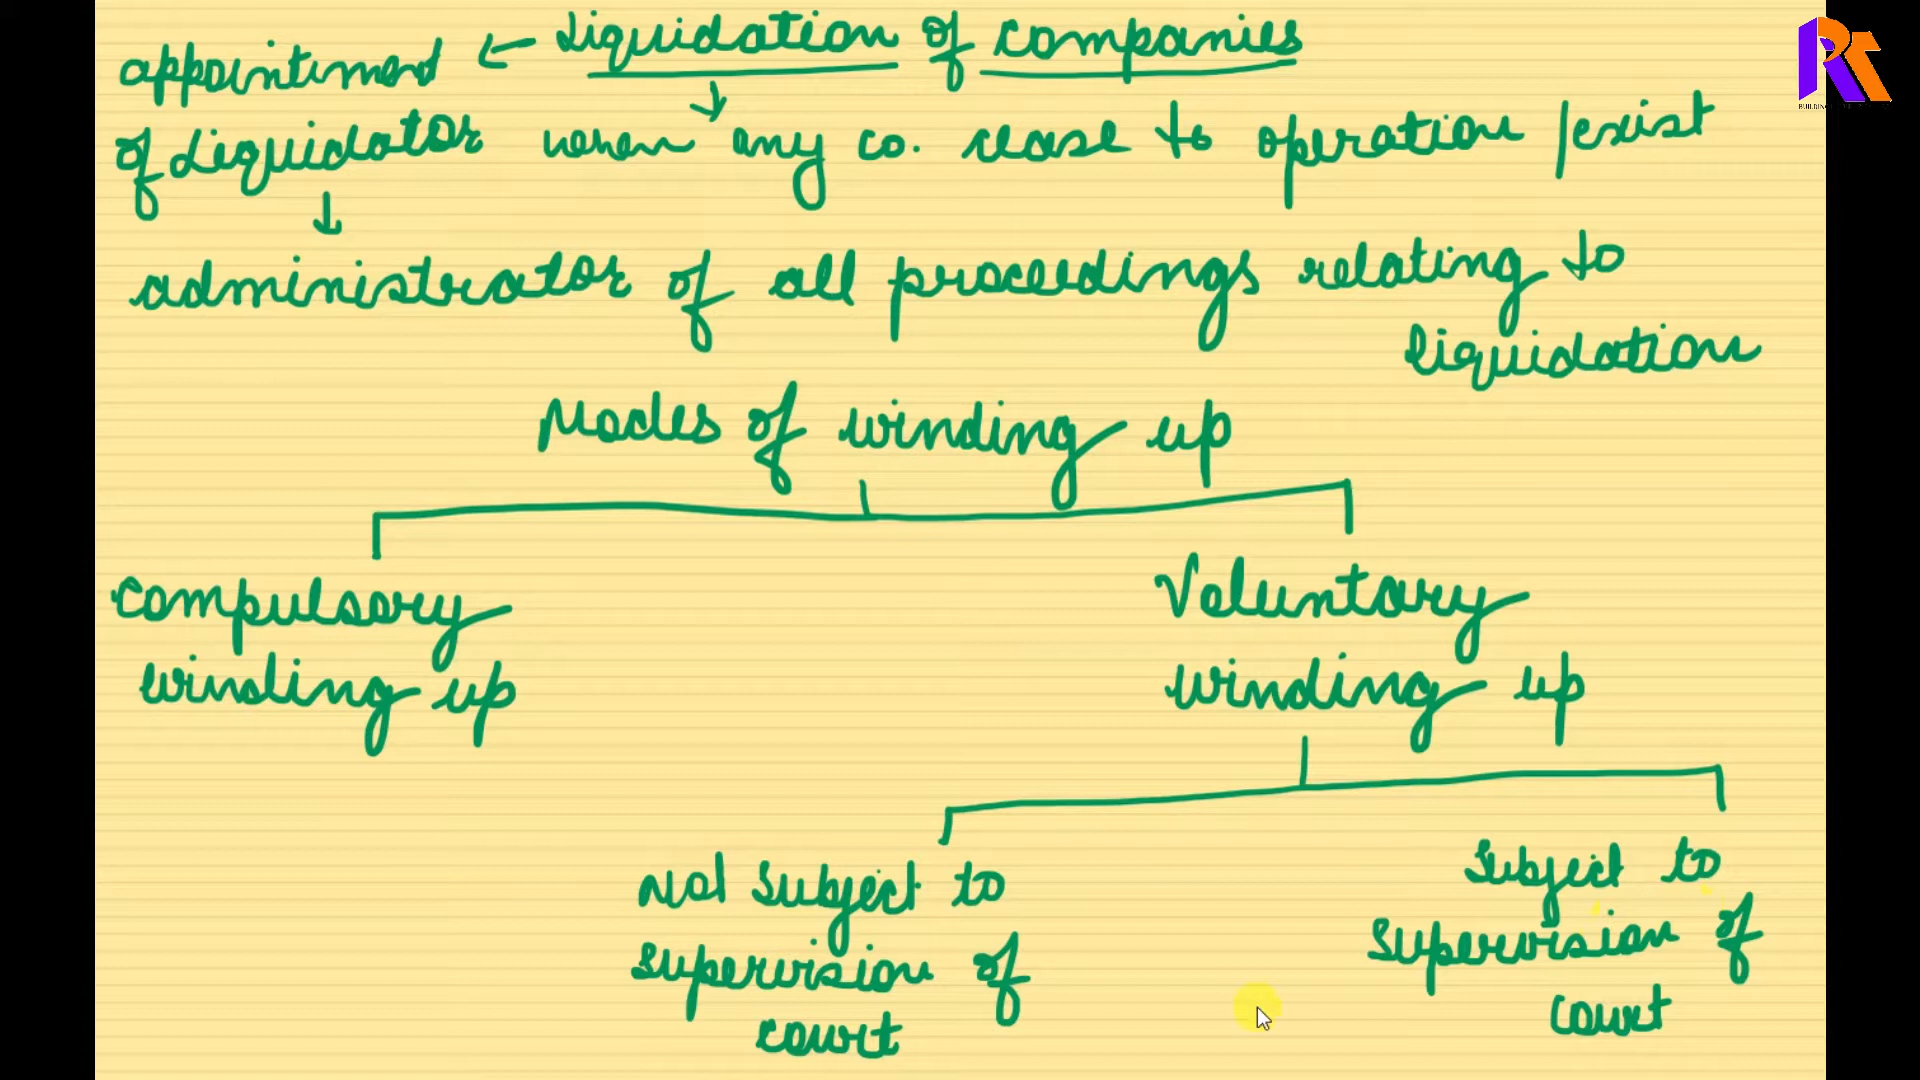 appointment ← Liquidation of Companies
of Liquidator when any co. cease to operation / exist
administrator of all proceedings relating to
liquidation
Modes of winding up
Compulsory
winding up
Voluntary
winding up
Not Subject to
Supervision of
Court
Subject to
Supervision of
Court
RT